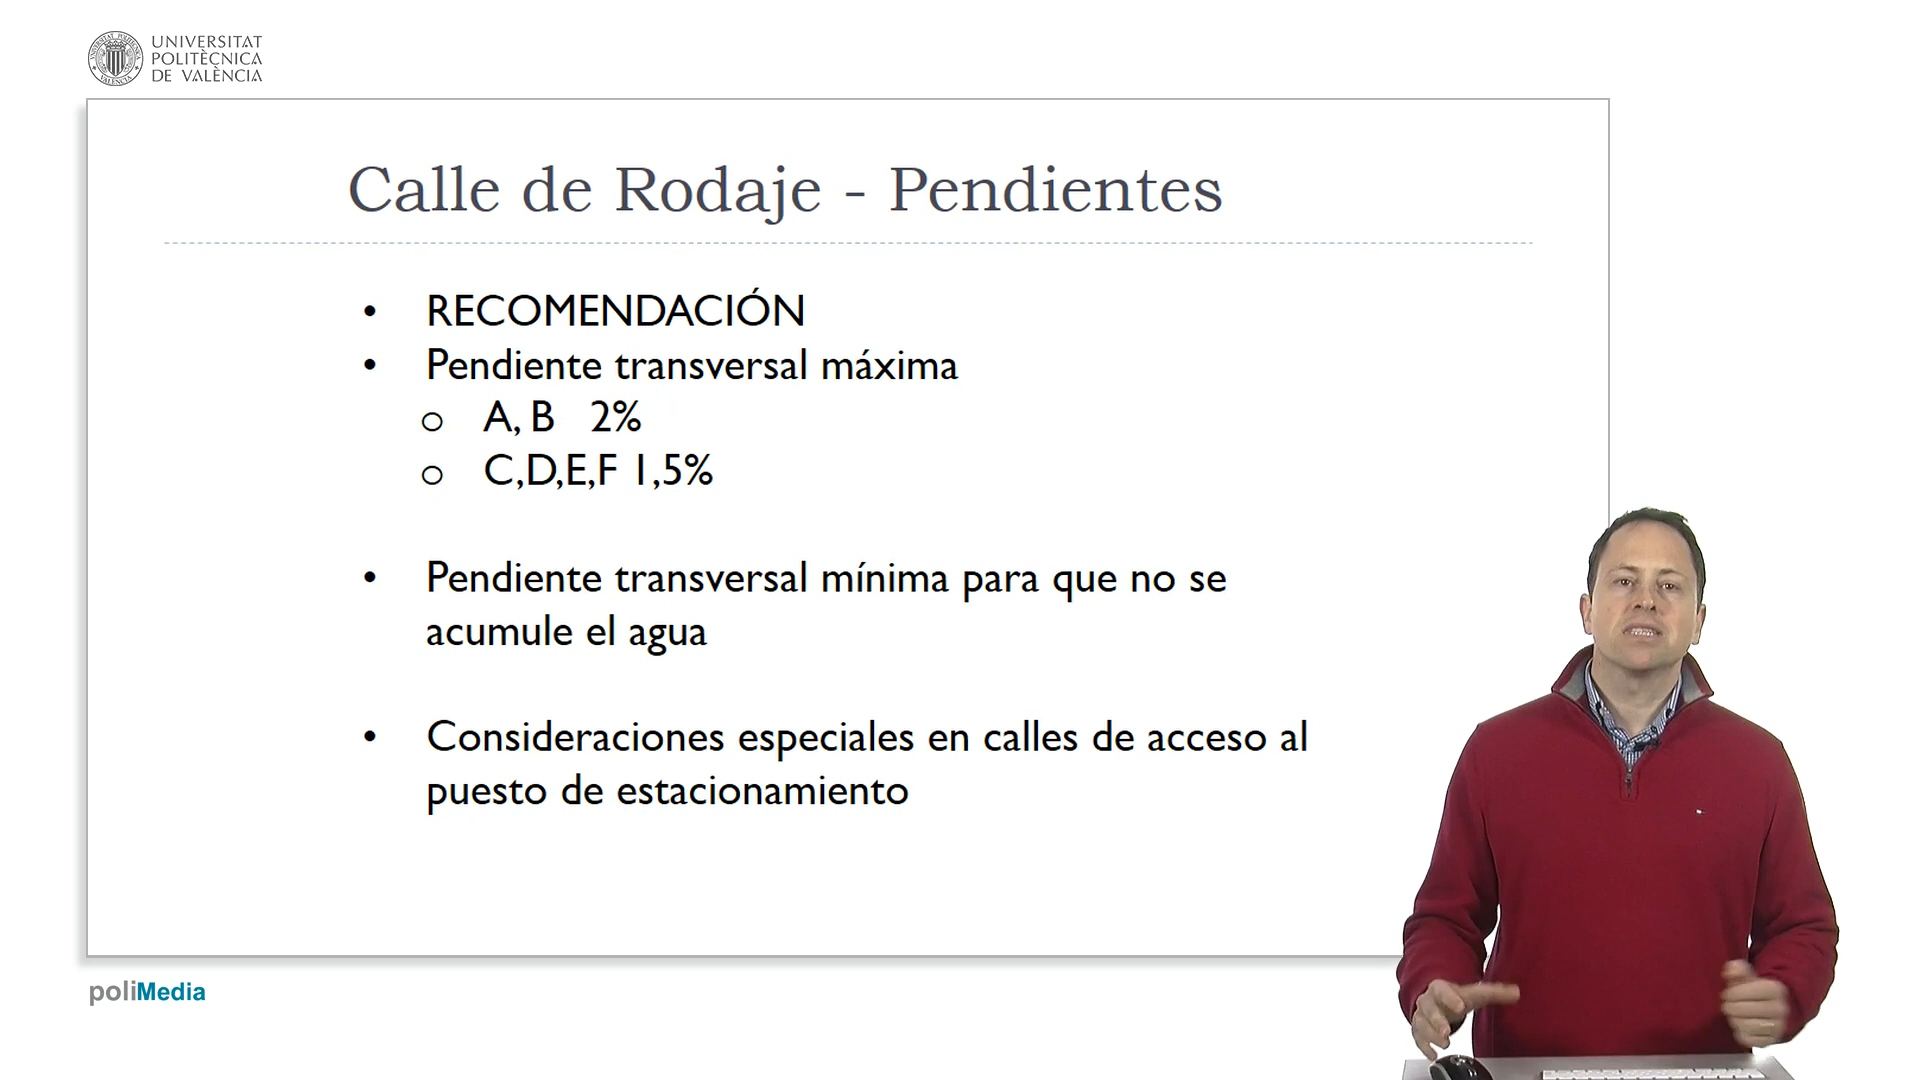 UNIVERSITAT
POLITÈCNICA
DE VALÈNCIA
Calle de Rodaje - Pendientes
• RECOMENDACIÓN
• Pendiente transversal máxima
o A, B 2%
o C,D,E,F 1,5%
• Pendiente transversal mínima para que no se
acumule el agua
• Consideraciones especiales en calles de acceso al
puesto de estacionamiento
poliMedia